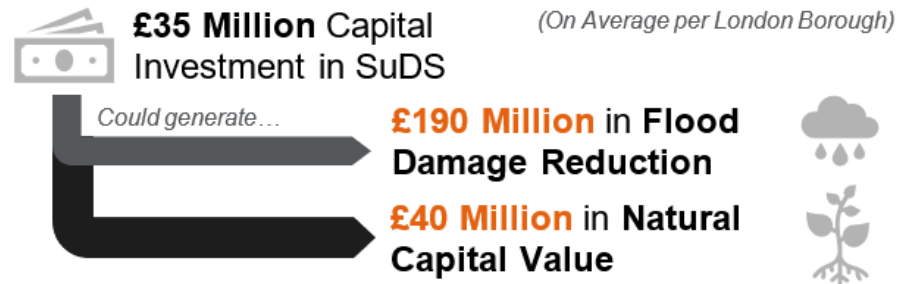 £35 Million Capital
Investment in SuDS
(On Average per London Borough)
Could generate…
£190 Million in Flood
Damage Reduction
£40 Million in Natural
Capital Value